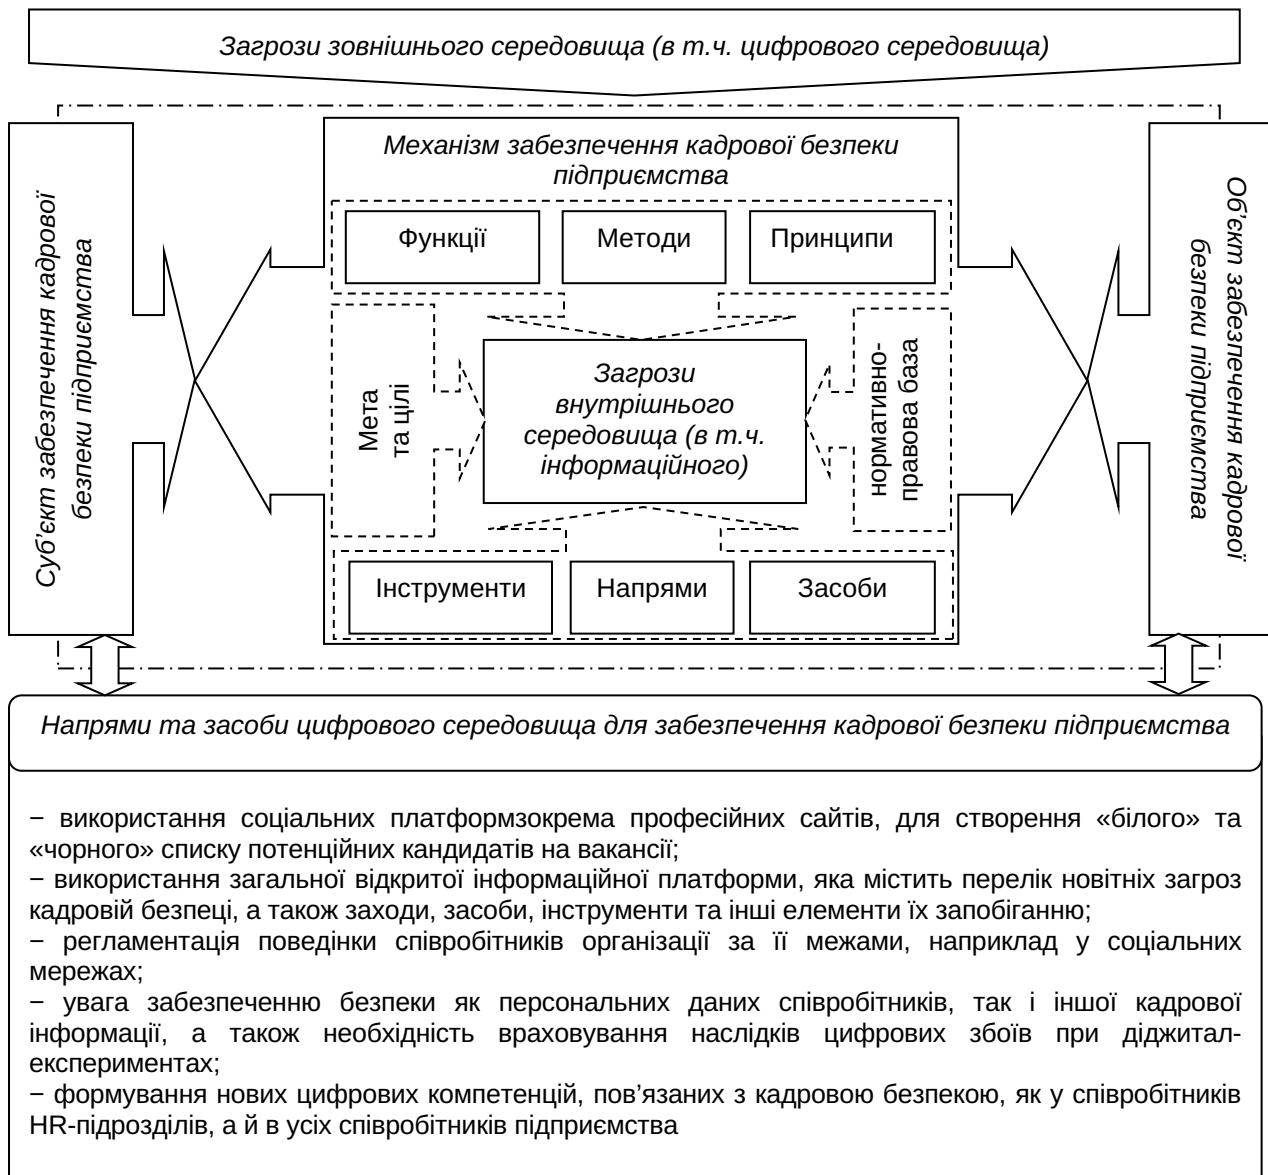 Загрози зовнішнього середовища (в т.ч. цифрового середовища)
Суб'єкт забезпечення кадрової
безпеки підприємства
Механізм забезпечення кадрової безпеки
підприємства
Функції
Методи
Принципи
Мета
та цілі
Загрози
внутрішнього
середовища (в т.ч.
інформаційного)
нормативно-
правова база
Інструменти
Напрями
Засоби
Об'єкт забезпечення кадрової
безпеки підприємства
Напрями та засоби цифрового середовища для забезпечення кадрової безпеки підприємства
− використання соціальних платформзокрема професійних сайтів, для створення «білого» та
«чорного» списку потенційних кандидатів на вакансії;
− використання загальної відкритої інформаційної платформи, яка містить перелік новітніх загроз
кадровій безпеці, а також заходи, засоби, інструменти та інші елементи їх запобіганню;
− регламентація поведінки співробітників організації за її межами, наприклад у соціальних
мережах;
− увага забезпеченню безпеки як персональних даних співробітників, так і іншої кадрової
інформації, а також необхідність враховування наслідків цифрових збоїв при діджитал-
експериментах;
− формування нових цифрових компетенцій, пов'язаних з кадровою безпекою, як у співробітників
HR-підрозділів, а й в усіх співробітників підприємства